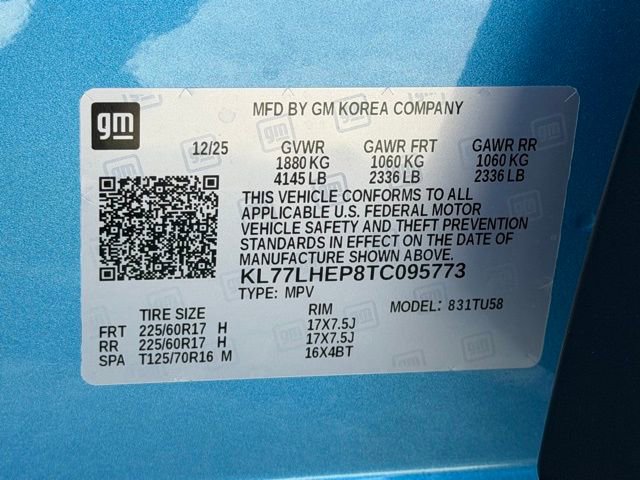 gm
MFD BY GM KOREA COMPANY
12/25 GVWR GAWR FRT GAWR RR
1880 KG 1060 KG 1060 KG
4145 LB 2336 LB 2336 LB
THIS VEHICLE CONFORMS TO ALL
APPLICABLE U.S. FEDERAL MOTOR
VEHICLE SAFETY AND THEFT PREVENTION
STANDARDS IN EFFECT ON THE DATE OF
MANUFACTURE SHOWN ABOVE.
KL77LHEP8TC095773
TYPE: MPV MODEL: 831TU58
TIRE SIZE RIM
FRT 225/60R17 H 17X7.5J
RR 225/60R17 H 17X7.5J
SPA T125/70R16 M 16X4BT